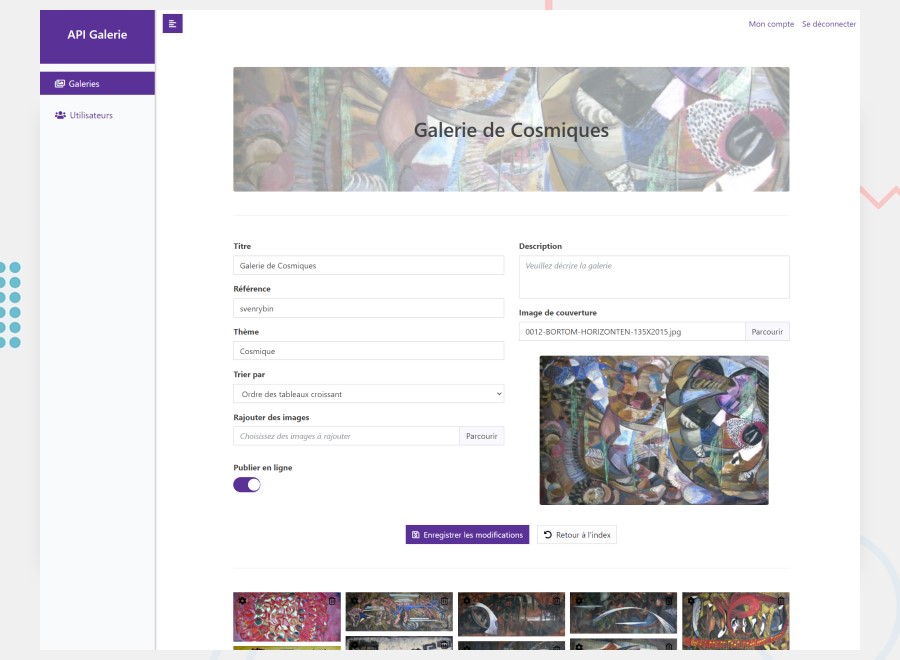 API Galerie
Mon compte Se déconnecter
Galeries
Utilisateurs
Galerie de Cosmiques
Titre
Galerie de Cosmiques
Référence
svenrybin
Thème
Cosmique
Trier par
Ordre des tableaux croissant
Rajouter des images
Choisissez des images à rajouter Parcourir
Publier en ligne
Description
Veuillez décrire la galerie
Image de couverture
0012-BORTOM-HORIZONTEN-135X2015.jpg Parcourir
Enregistrer les modifications Retour à l'index